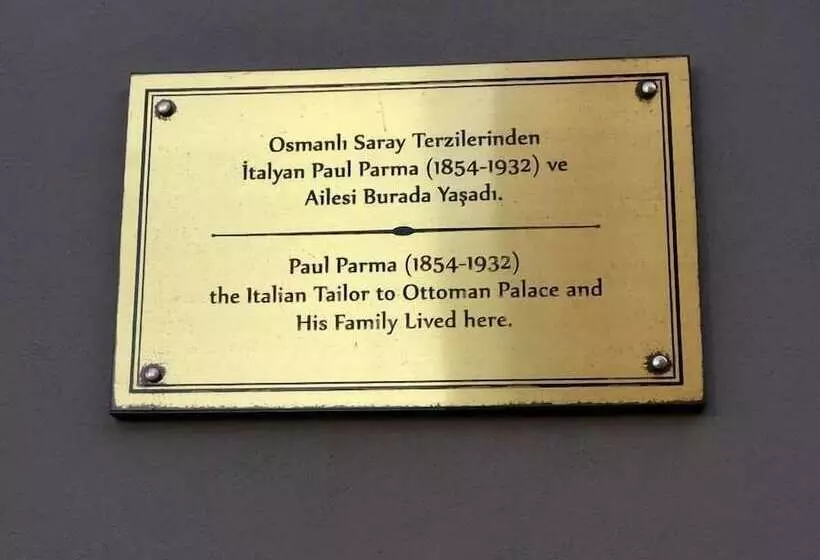 Osmanlı Saray Terzilerinden
İtalyan Paul Parma (1854-1932) ve
Ailesi Burada Yaşadı.
Paul Parma (1854-1932)
the Italian Tailor to Ottoman Palace and
His Family Lived here.